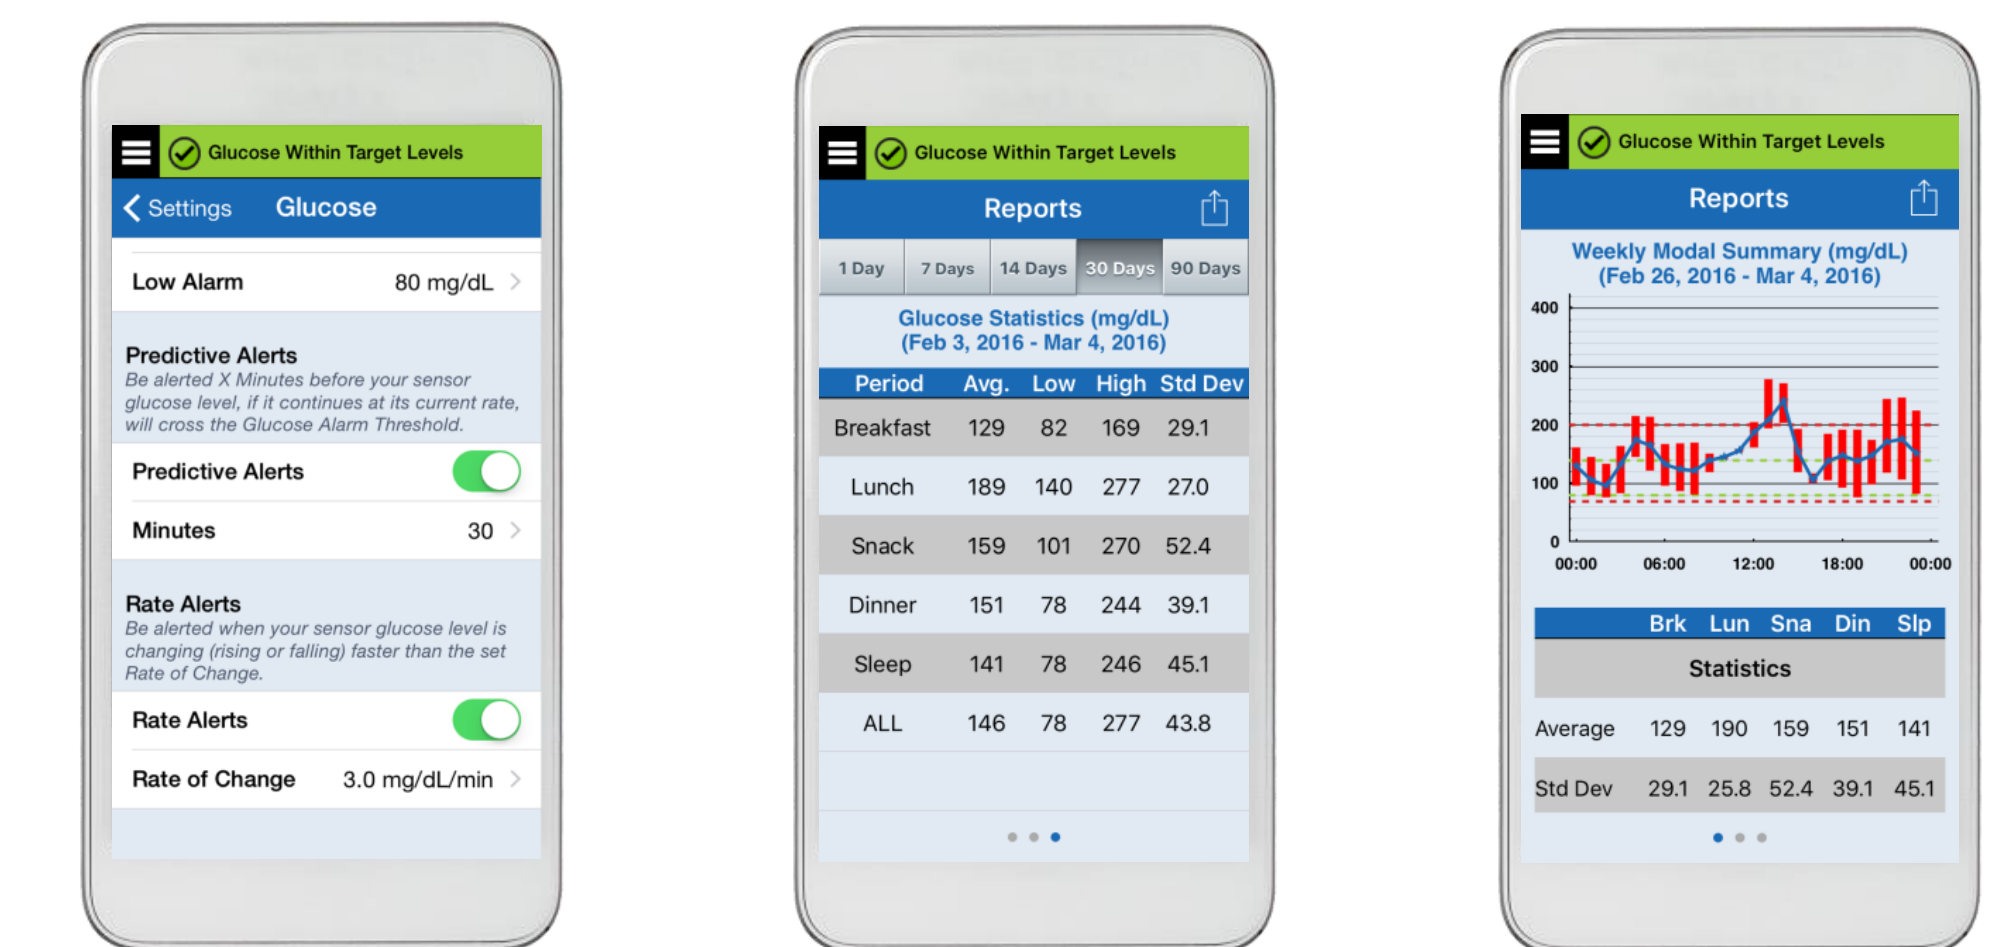 Glucose Within Target Levels
Settings Glucose
Low Alarm 80 mg/dL
Predictive Alerts
Be alerted X Minutes before your sensor
glucose level, if it continues at its current rate,
will cross the Glucose Alarm Threshold.
Predictive Alerts
Minutes 30
Rate Alerts
Be alerted when your sensor glucose level is
changing (rising or falling) faster than the set
Rate of Change.
Rate Alerts
Rate of Change 3.0 mg/dL/min
Glucose Within Target Levels
Reports
1 Day 7 Days 14 Days 30 Days 90 Days
Glucose Statistics (mg/dL)
(Feb 3, 2016 - Mar 4, 2016)
Period Avg. Low High Std Dev
Breakfast 129 82 169 29.1
Lunch 189 140 277 27.0
Snack 159 101 270 52.4
Dinner 151 78 244 39.1
Sleep 141 78 246 45.1
ALL 146 78 277 43.8
Glucose Within Target Levels
Reports
Weekly Modal Summary (mg/dL)
(Feb 26, 2016 - Mar 4, 2016)
400
300
200
100
0
00:00 06:00 12:00 18:00 00:00
Brk Lun Sna Din Slp
Statistics
Average 129 190 159 151 141
Std Dev 29.1 25.8 52.4 39.1 45.1